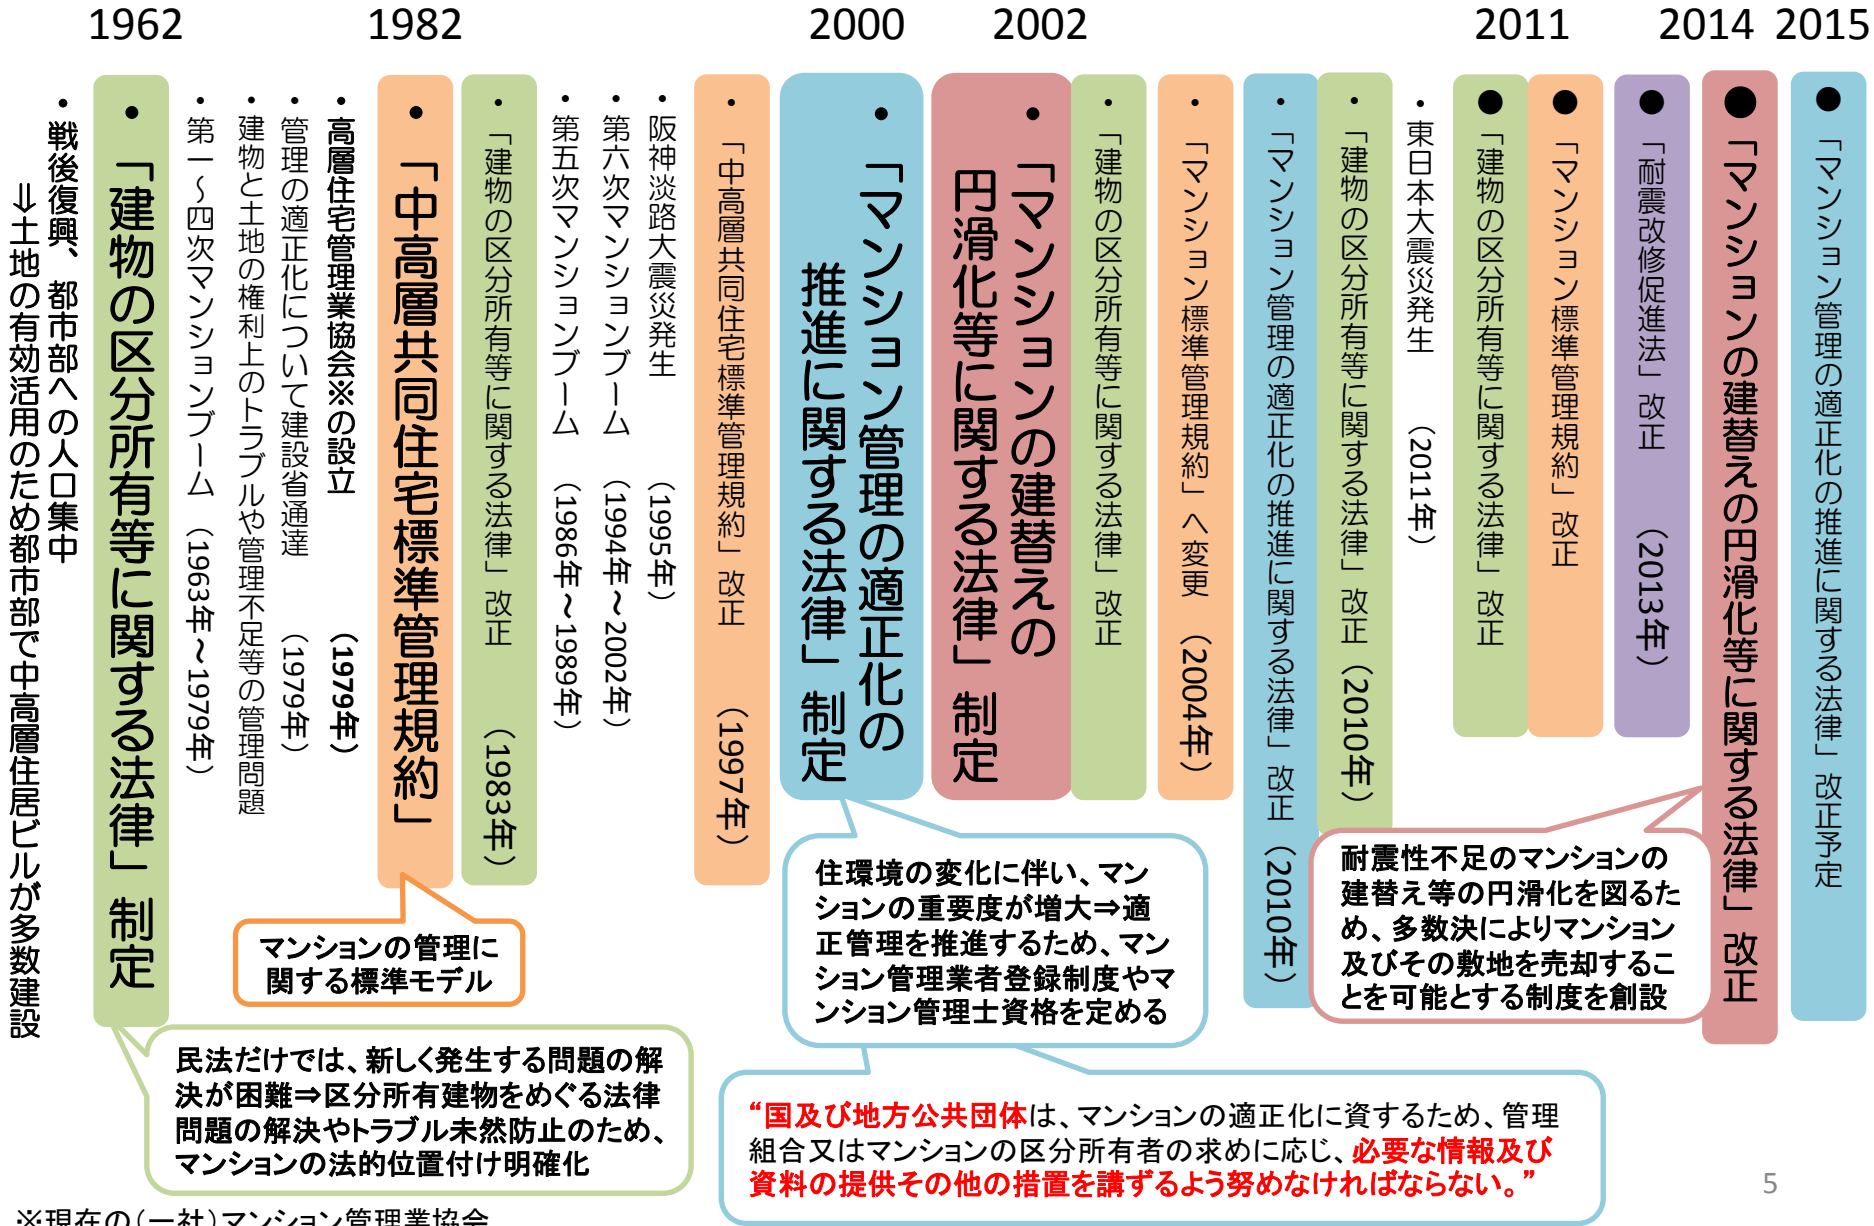 1962
1982
2000
2002
2011
2014
2015
・戦後復興、都市部への人口集中
⇒土地の有効活用のため都市部で中高層住居ビルが多数建設
・「建物の区分所有等に関する法律」制定
・第一~四次マンションブーム（1963年~1979年）
・建物と土地の権利上のトラブルや管理不足等の管理問題
・管理の適正化について建設省通達（1979年）
・高層住宅管理業協会※の設立（1979年）
・「中高層共同住宅標準管理規約」
・「建物の区分所有等に関する法律」改正（1983年）
・第五次マンションブーム（1986年~1989年）
・第六次マンションブーム（1994年~2002年）
・阪神淡路大震災発生（1995年）
・「中高層共同住宅標準管理規約」改正（1997年）
・「マンション管理の適正化の
推進に関する法律」制定
・「マンションの建替えの
円滑化等に関する法律」制定
・「建物の区分所有等に関する法律」改正
・「マンション標準管理規約」へ変更（2004年）
・「マンション管理の適正化の推進に関する法律」改正（2010年）
・「建物の区分所有等に関する法律」改正（2010年）
・東日本大震災発生（2011年）
●「建物の区分所有等に関する法律」改正
●「マンション標準管理規約」改正
●「耐震改修促進法」改正（2013年）
●「マンションの建替えの円滑化等に関する法律」改正
●「マンション管理の適正化の推進に関する法律」改正予定
マンションの管理に
関する標準モデル
民法だけでは、新しく発生する問題の解
決が困難⇒区分所有建物をめぐる法律
問題の解決やトラブル未然防止のため、
マンションの法的位置付け明確化
住環境の変化に伴い、マン
ションの重要度が増大⇒適
正管理を推進するため、マン
ション管理業者登録制度やマ
ンション管理士資格を定める
耐震性不足のマンションの
建替え等の円滑化を図るた
め、多数決によりマンション
及びその敷地を売却するこ
とを可能とする制度を創設
“国及び地方公共団体は、マンションの適正化に資するため、管理
組合又はマンションの区分所有者の求めに応じ、必要な情報及び
資料の提供その他の措置を講ずるよう努めなければならない。”
5
※現在の（一社）マンション管理業協会